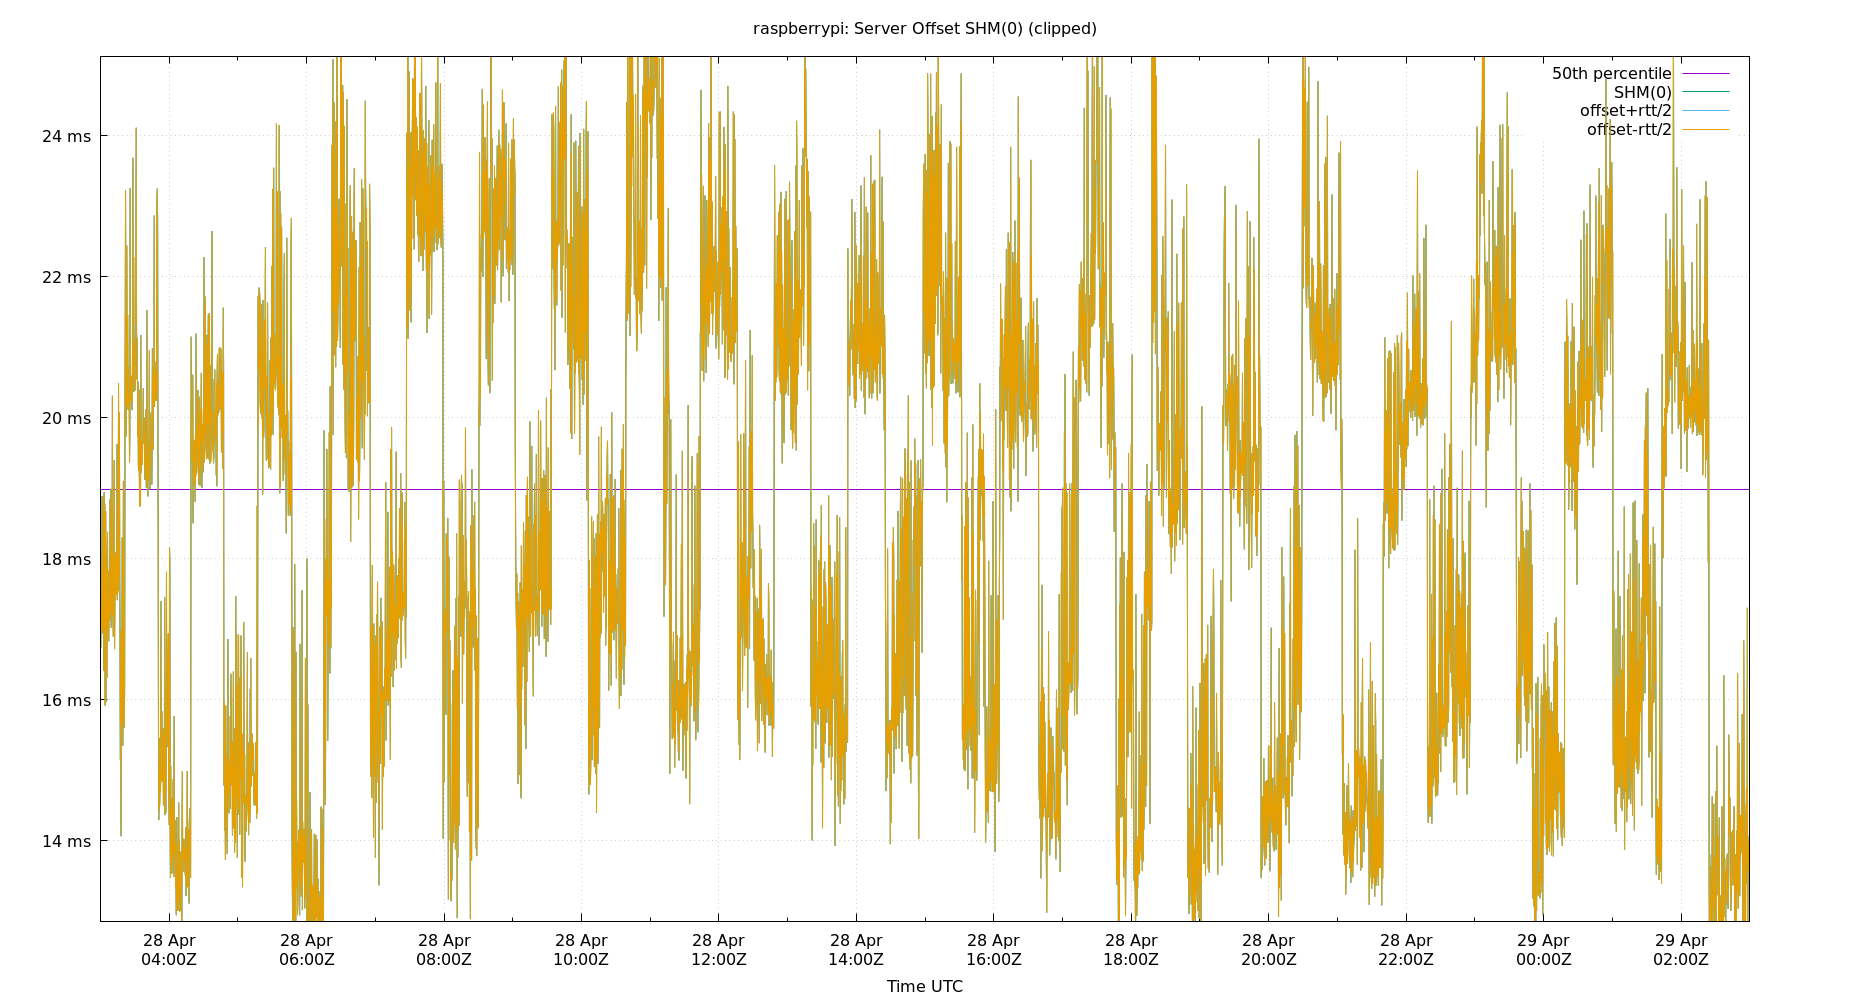 raspberrypi: Server Offset SHM(0) (clipped)
50th percentile
SHM(0)
offset+rtt/2
offset-rtt/2
24 ms
22 ms
20 ms
18 ms
16 ms
14 ms
28 Apr 28 Apr 28 Apr 28 Apr 28 Apr 28 Apr 28 Apr 28 Apr 28 Apr 28 Apr 29 Apr 29 Apr
04:00Z 06:00Z 08:00Z 10:00Z 12:00Z 14:00Z 16:00Z 18:00Z 20:00Z 22:00Z 00:00Z 02:00Z
Time UTC